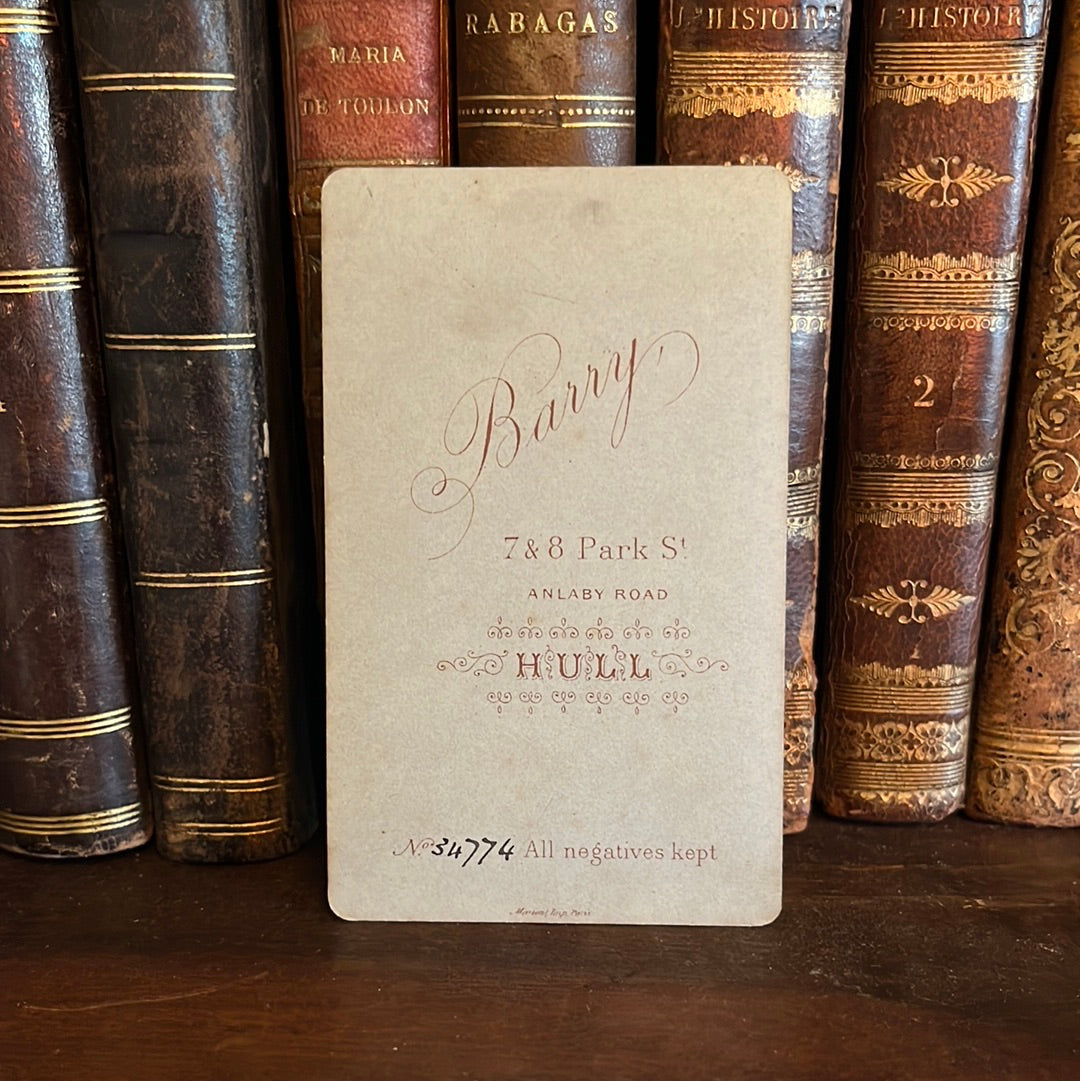 MARIA
DE TOULON
RABAGAS
L'HISTOIRE
L'HISTOIRE
2
Barry
7 & 8 Park St
ANLABY ROAD
HULL
No. 34774 All negatives kept